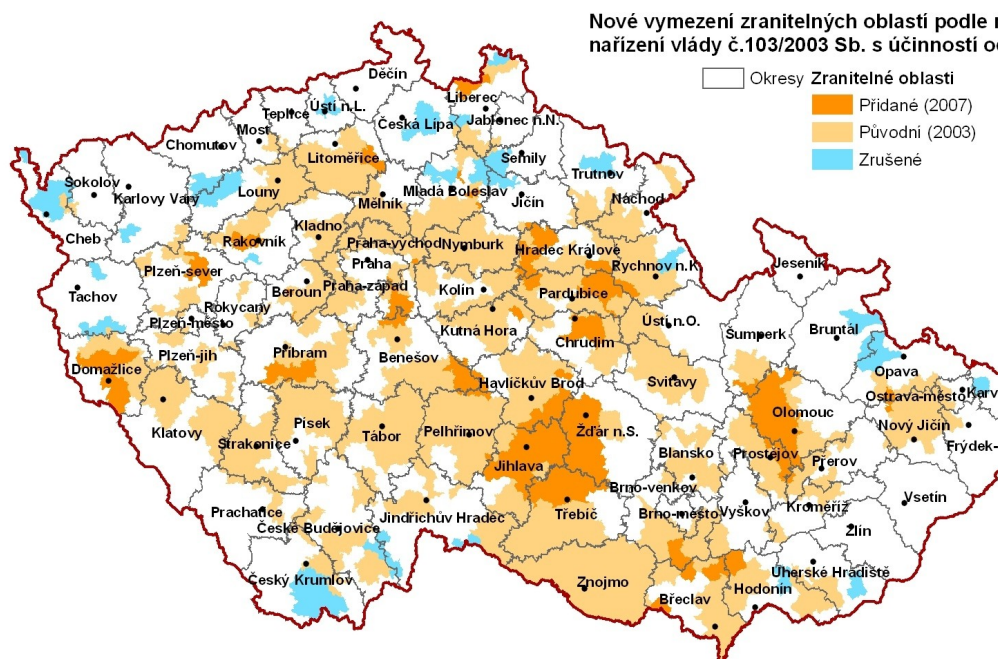 Nové vymezení zranitelných oblastí podle
nařízení vlády č.103/2003 Sb. s účinností
Okresy Zranitelné oblasti
Přidané (2007)
Původní (2003)
Zrušené
Děčín
Ústí n.L.
Teplice
Liberec
Jablonec n.N.
Česká Lípa
Most
Chomutov
Litoměřice
Semily
Trutnov
Sokolov
Karlovy Vary
Louny
Mladá Boleslav
Jičín
Mělník
Náchod
Cheb
Kladno
Rakovník
Praha-východ
Nymburk
Hradec Králové
Praha
Rychnov n.K
Jeseník
Plzeň-sever
Tachov
Beroun
Praha-západ
Kolín
Pardubice
Rokycany
Plzeň-město
Kutná Hora
Ústí n.O.
Šumperk
Bruntál
Chrudim
Plzeň-jih
Příbram
Benešov
Opava
Domažlice
Havlíčkův Brod
Svitavy
Ostrava-město
Karv
Olomouc
Klatovy
Písek
Strakonice
Tábor
Pelhřimov
Žďár n.S.
Nový Jičín
Frýdek-
Jihlava
Blansko
Prostějov
Přerov
Brno-venkov
Prachatice
České Budějovice
Jindřichův Hradec
Třebíč
Brno-město
Vyškov
Kroměříž
Vsetín
Zlín
Český Krumlov
Znojmo
Uherské Hradiště
Hodonín
Břeclav